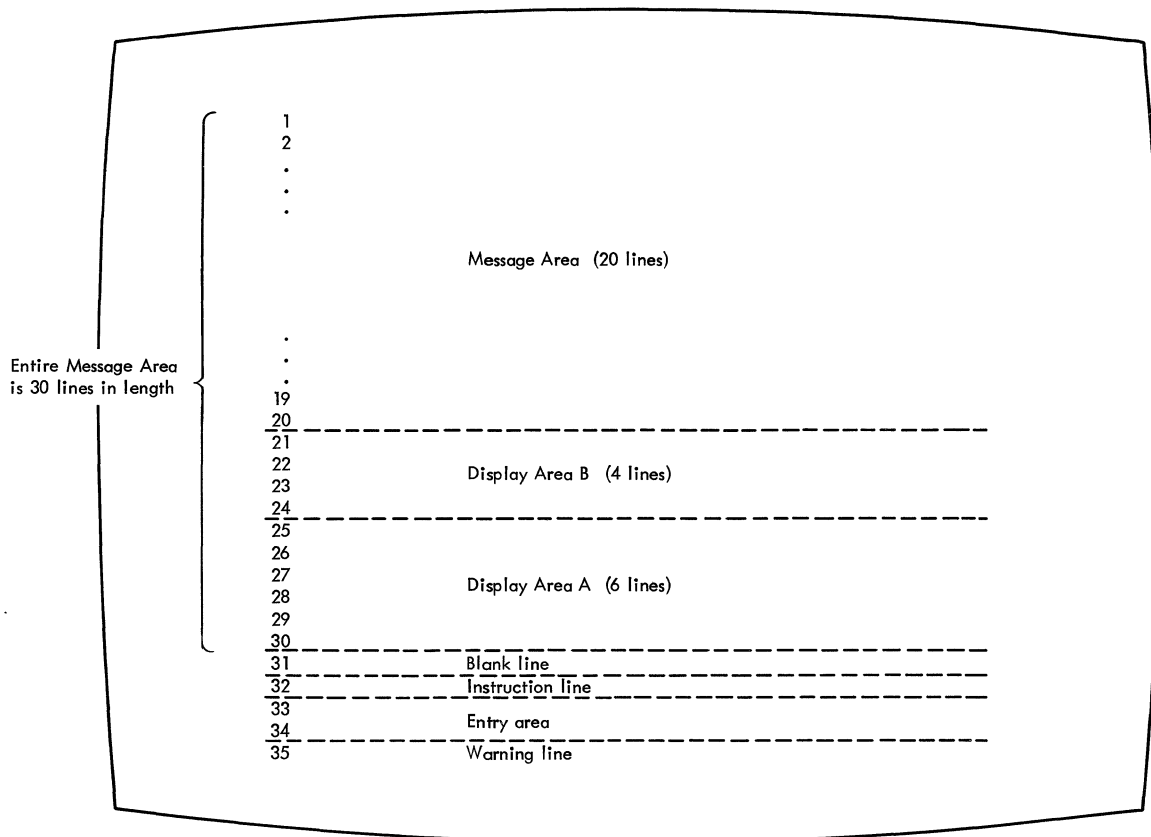 1
2
.
.
.
Message Area (20 lines)
.
.
.
Entire Message Area
is 30 lines in length
19
20
21
22
Display Area B (4 lines)
23
24
25
26
27
Display Area A (6 lines)
28
29
30
31 Blank line
32 Instruction line
33
Entry area
34
35 Warning line